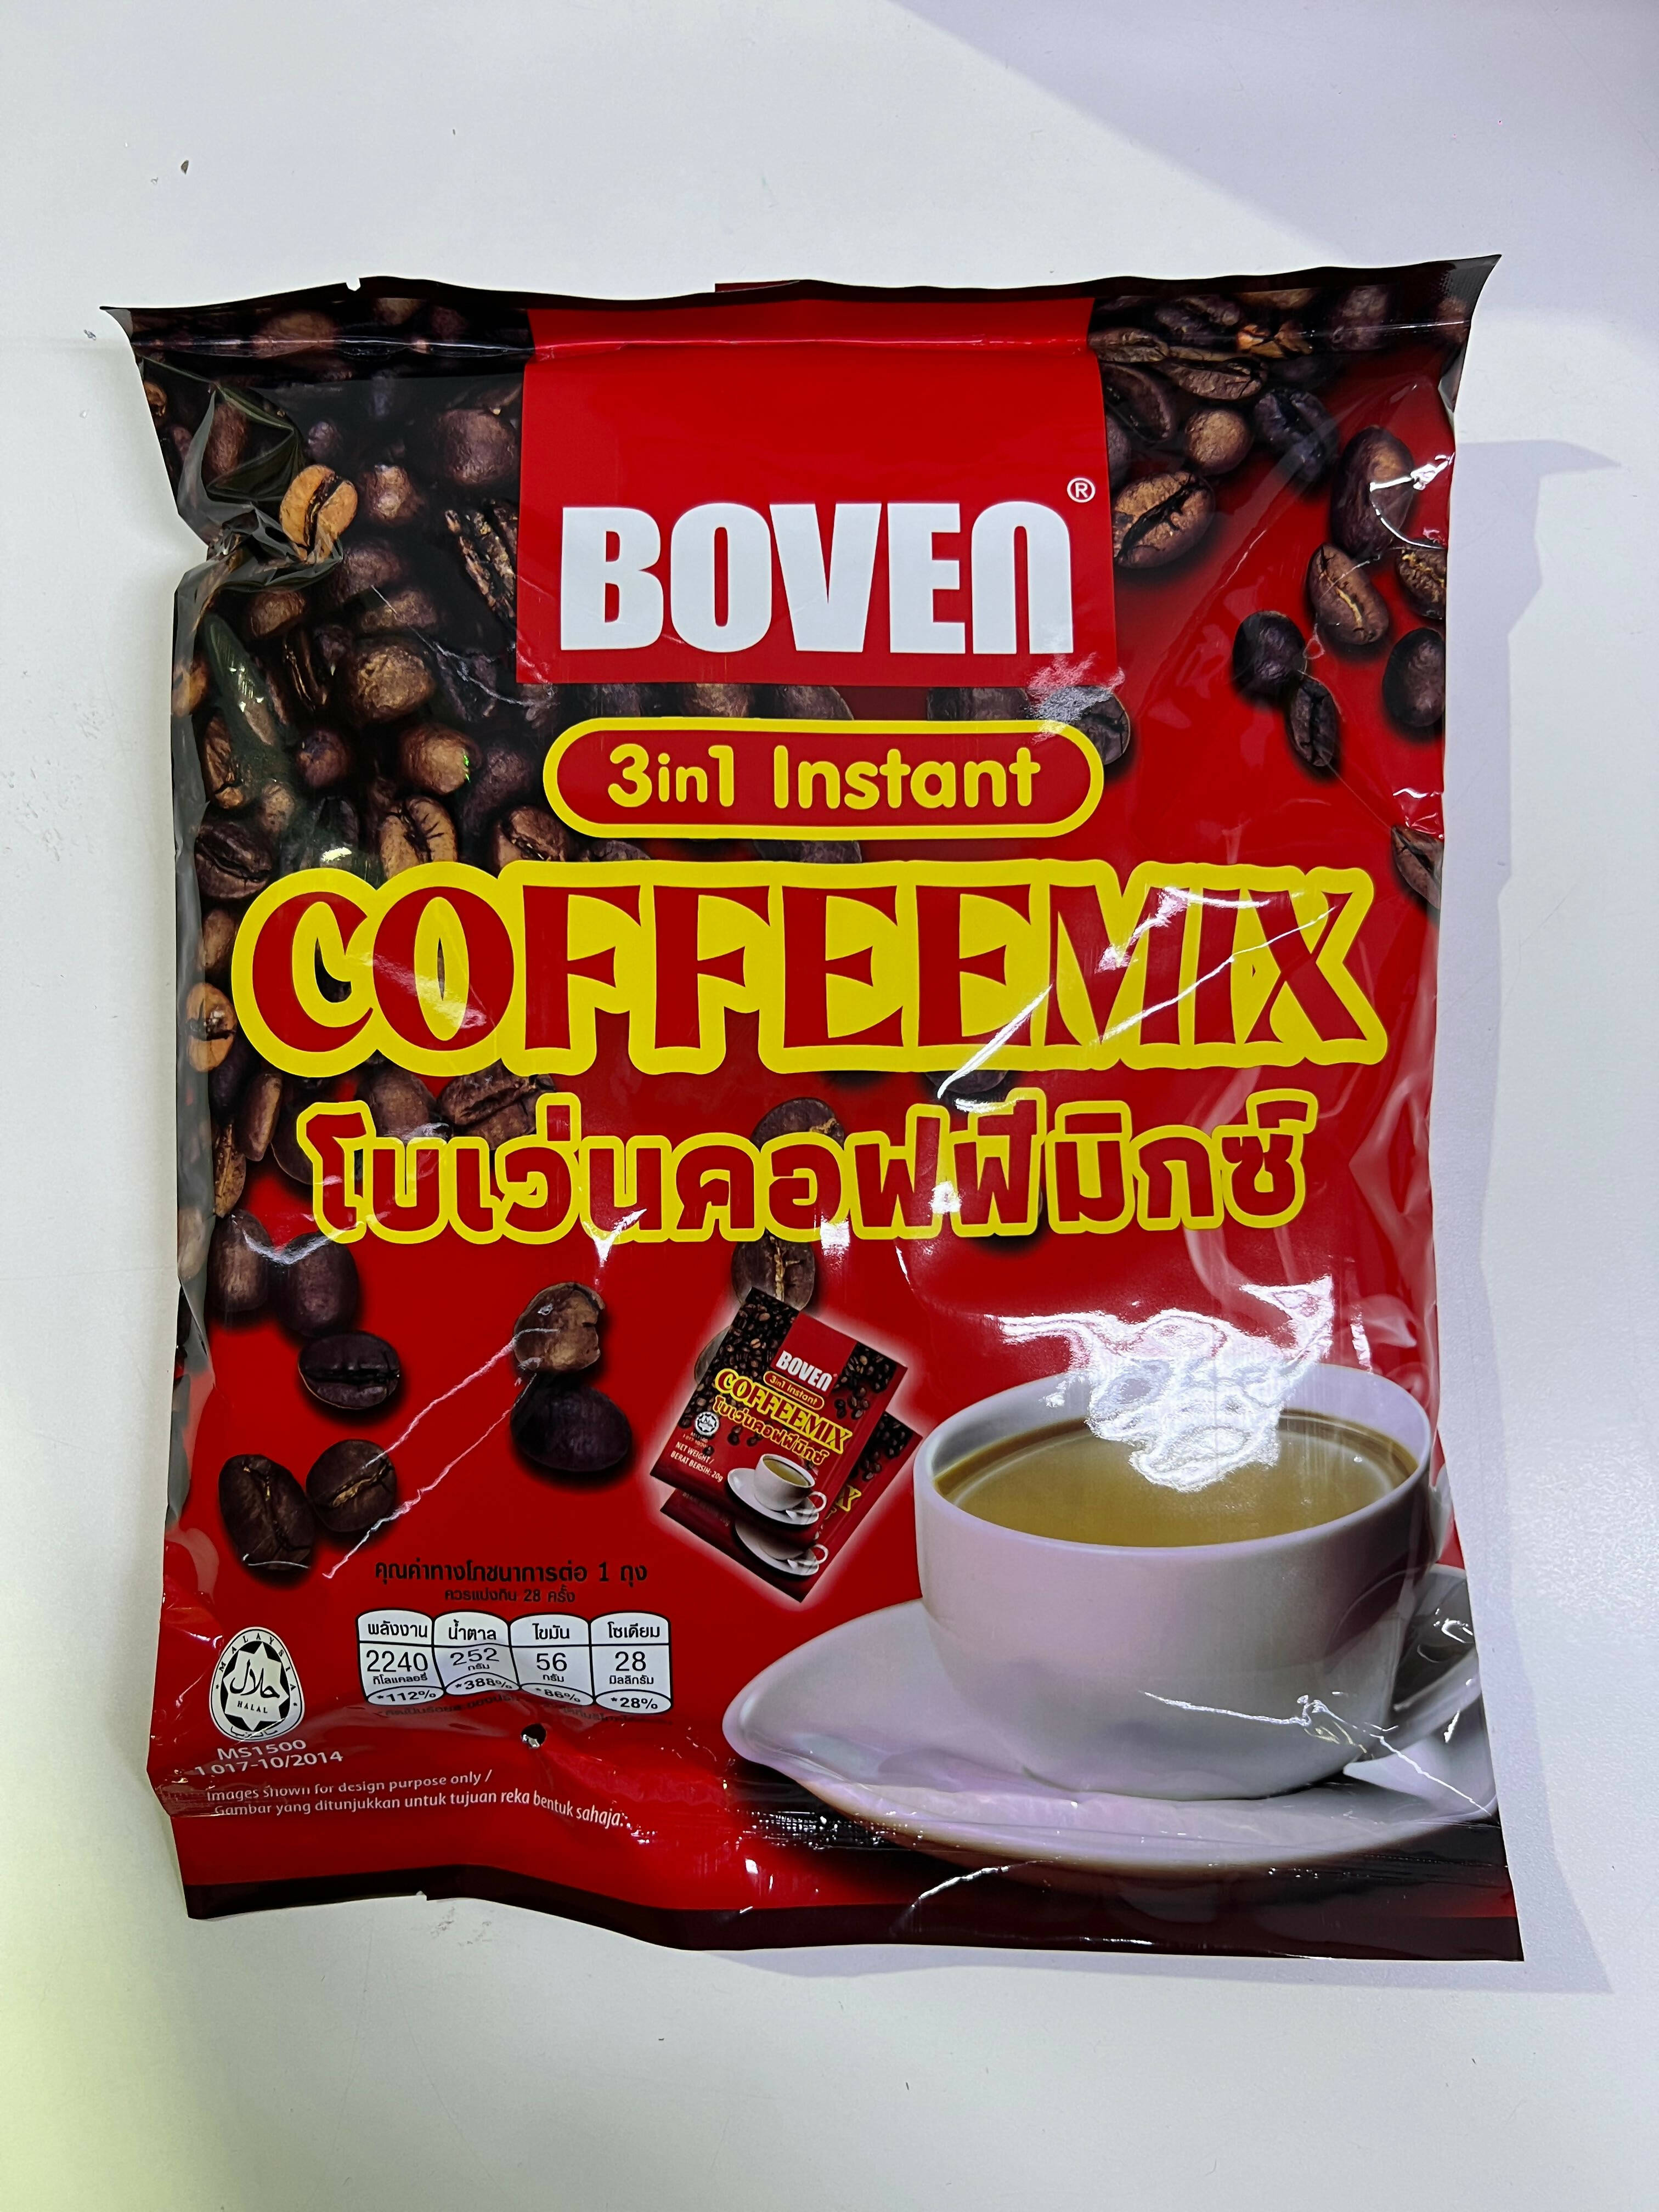 BOVEN®
3in1 Instant
COFFEEMIX
โบเว่นคอฟฟีมิกซ์
BOVEN
3in1 Instant
COFFEEMIX
โบเว่นคอฟฟีมิกซ์
NET WEIGHT /
BERAT BERSIH: 20g
คุณค่าทางโภชนาการต่อ 1 ถุง
ควรแบ่งกิน 28 ครั้ง
พลังงาน น้ำตาล ไขมัน โซเดียม
2240 252 56 28
กิโลแคลอรี กรัม กรัม มิลลิกรัม
*112% *388% *86% *28%
MALAYSIA
حلال
HALAL
MS1500
1 017-10/2014
Images shown for design purpose only /
Gambar yang ditunjukkan untuk tujuan reka bentuk sahaja.